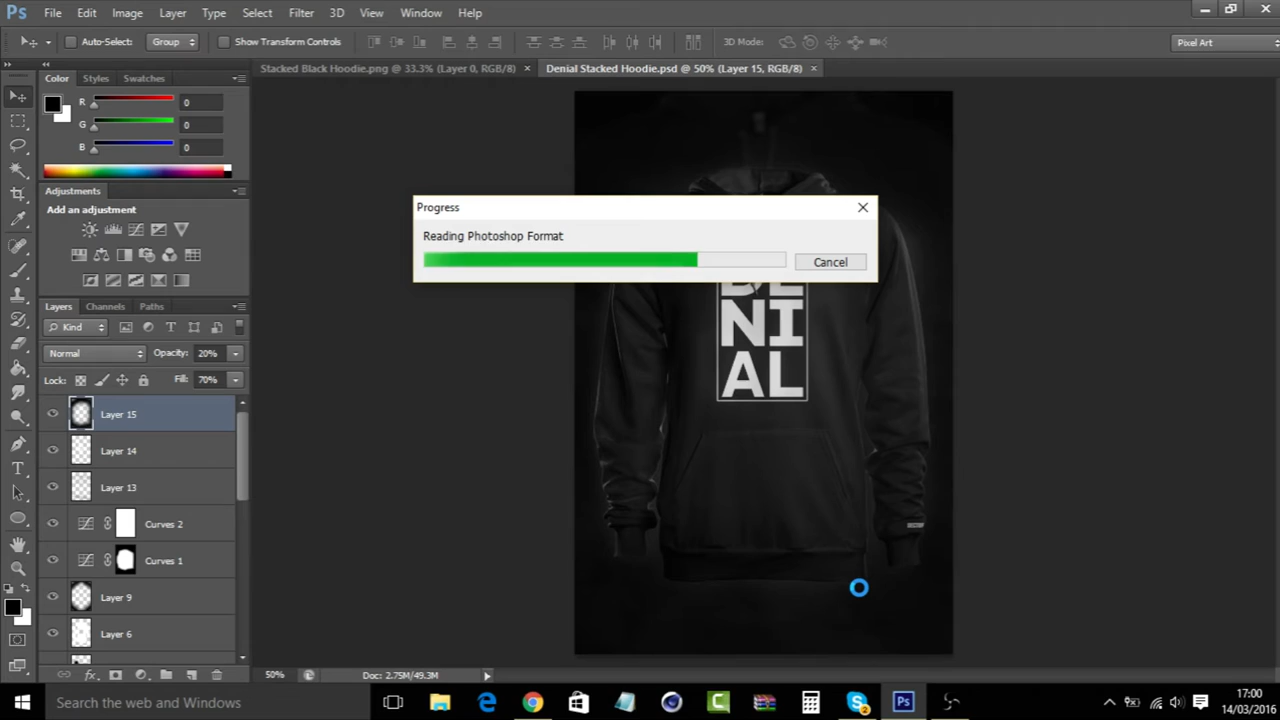 Ps File Edit Image Layer Type Select Filter 3D View Window Help
Auto-Select: Group Show Transform Controls 3D Mode: Pixel Art
Color Styles Swatches Stacked Black Hoodie.png @ 33.3% (Layer 0, RGB/8) × Denial Stacked Hoodie.psd @ 50% (Layer 15, RGB/8) ×
R 0
G 0
B 0
Adjustments
Add an adjustment
Progress
Reading Photoshop Format
Cancel
DE
NI
AL
Layers Channels Paths
Kind
Normal Opacity: 20%
Lock: Fill: 70%
Layer 15
Layer 14
Layer 13
Curves 2
Curves 1
Layer 9
Layer 6
fx
50% Doc: 2.75M/49.3M
Search the web and Windows
2
Ps
17:00
14/03/2016